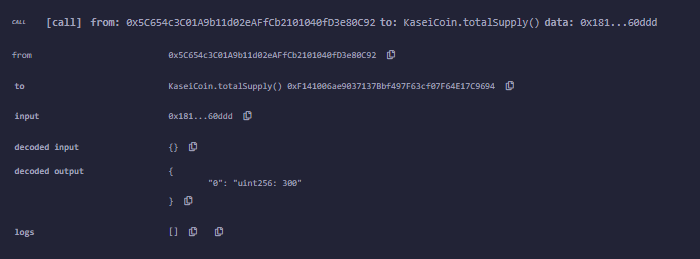 CALL [call] from: 0x5C654c3C01A9b11d02eAFfCb2101040fD3e80C92 to: KaseiCoin.totalSupply() data: 0x181...60ddd
from 0x5C654c3C01A9b11d02eAFfCb2101040fD3e80C92
to KaseiCoin.totalSupply() 0xF141006ae9037137Bbf497F63cf07F64E17C9694
input 0x181...60ddd
decoded input {}
decoded output {
"0": "uint256: 300"
}
logs []